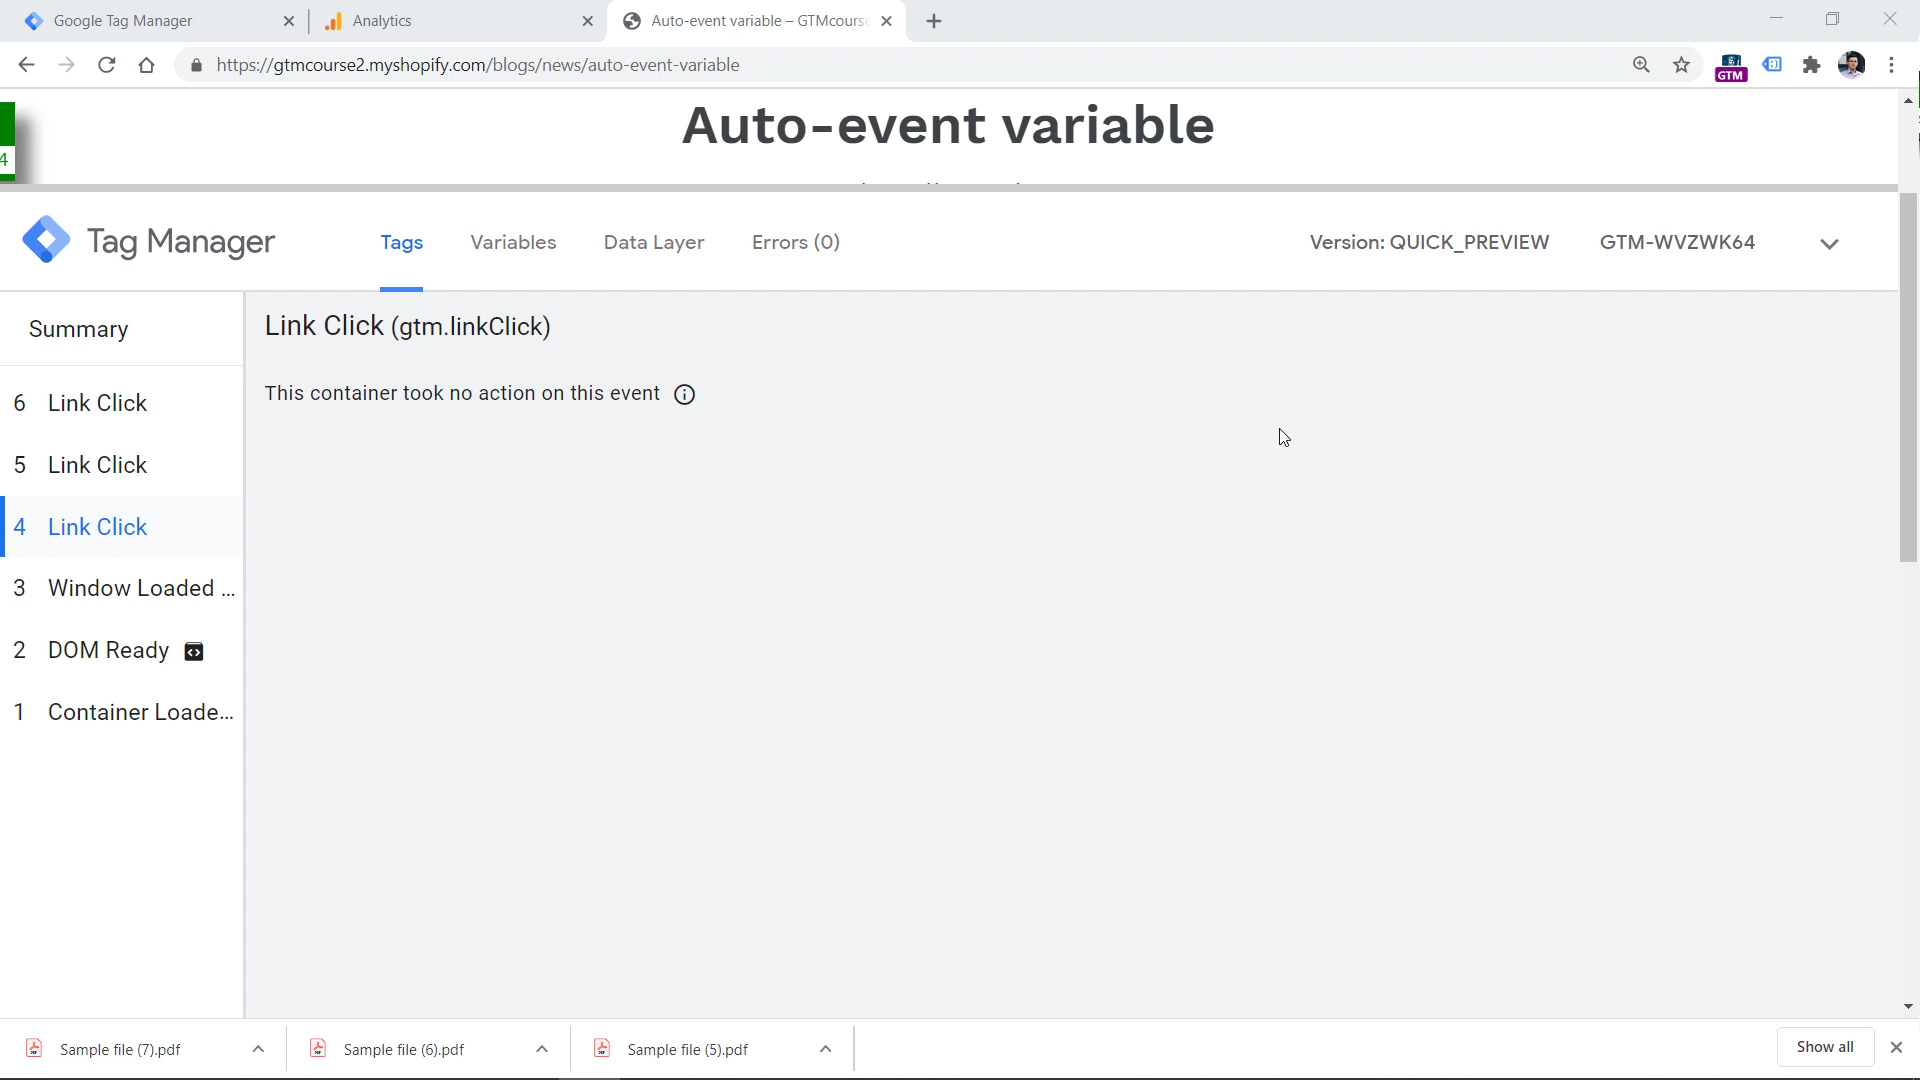 Google Tag Manager
Analytics
Auto-event variable – GTMcours
https://gtmcourse2.myshopify.com/blogs/news/auto-event-variable
GTM
Auto-event variable
4
Tag Manager
Tags
Variables
Data Layer
Errors (0)
Version: QUICK_PREVIEW
GTM-WVZWK64
Summary
Link Click (gtm.linkClick)
This container took no action on this event
6 Link Click
5 Link Click
4 Link Click
3 Window Loaded ...
2 DOM Ready
1 Container Loade...
Sample file (7).pdf
Sample file (6).pdf
Sample file (5).pdf
Show all